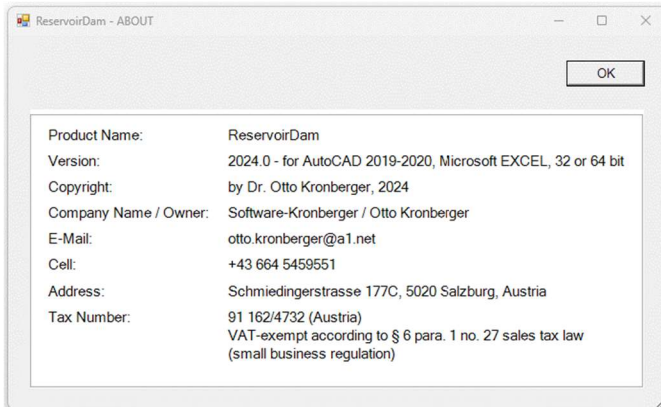 ReservoirDam - ABOUT
OK
Product Name: ReservoirDam
Version: 2024.0 - for AutoCAD 2019-2020, Microsoft EXCEL, 32 or 64 bit
Copyright: by Dr. Otto Kronberger, 2024
Company Name / Owner: Software-Kronberger / Otto Kronberger
E-Mail: otto.kronberger@a1.net
Cell: +43 664 5459551
Address: Schmiedingerstrasse 177C, 5020 Salzburg, Austria
Tax Number: 91 162/4732 (Austria)
VAT-exempt according to § 6 para. 1 no. 27 sales tax law
(small business regulation)